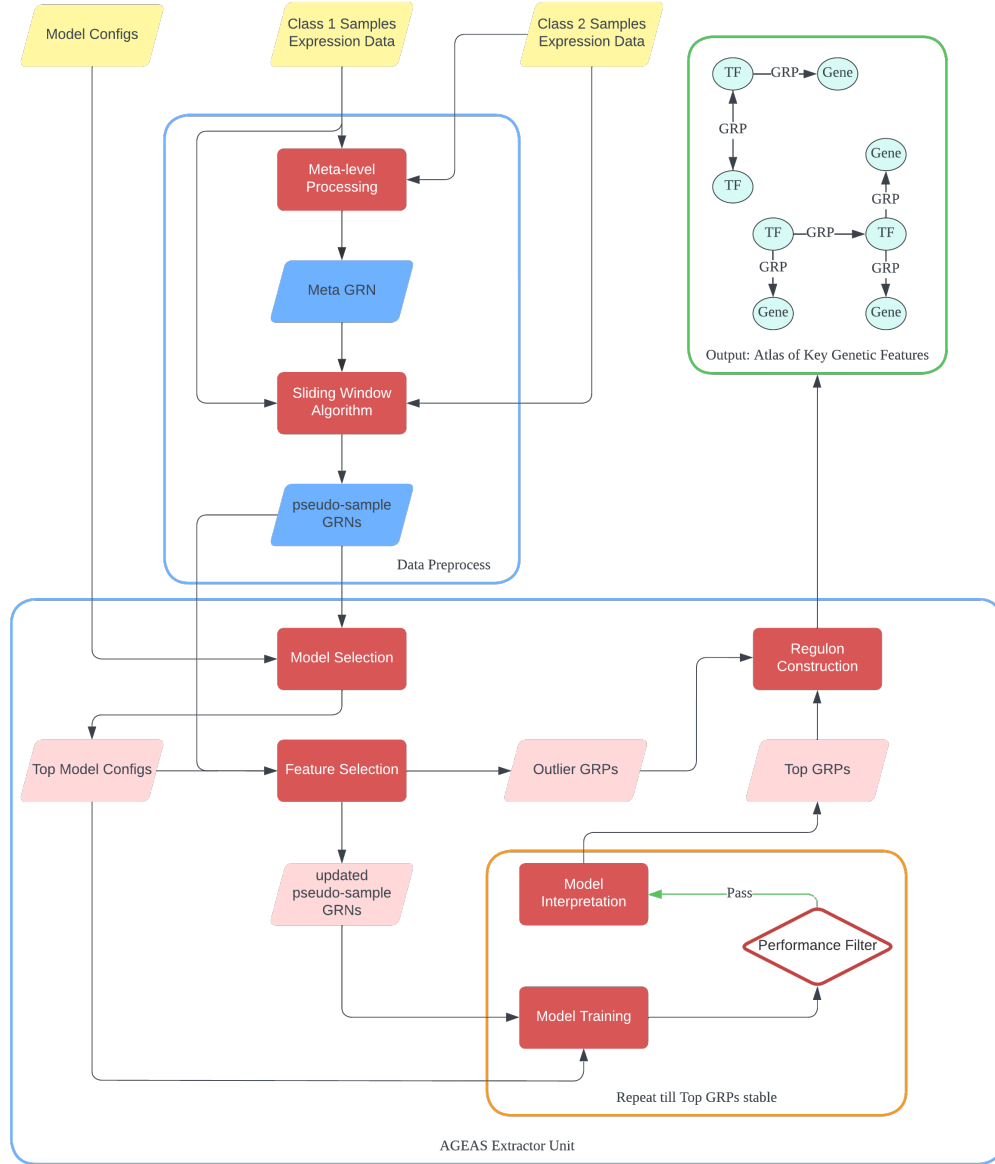 Model Configs
Class 1 Samples
Expression Data
Class 2 Samples
Expression Data
TF
GRP
Gene
GRP
TF
Gene
GRP
TF
GRP
TF
GRP
GRP
Gene
Gene
Output: Atlas of Key Genetic Features
Meta-level
Processing
Meta GRN
Sliding Window
Algorithm
pseudo-sample
GRNs
Data Preprocess
Model Selection
Regulon
Construction
Top Model Configs
Feature Selection
Outlier GRPs
Top GRPs
updated
pseudo-sample
GRNs
Model
Interpretation
Pass
Performance Filter
Model Training
Repeat till Top GRPs stable
AGEAS Extractor Unit